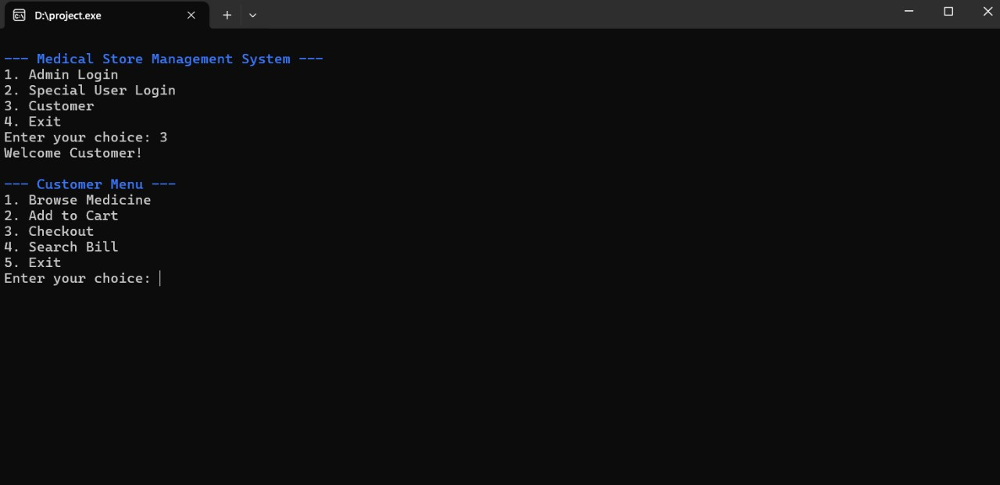 D:\project.exe
--- Medical Store Management System ---
1. Admin Login
2. Special User Login
3. Customer
4. Exit
Enter your choice: 3
Welcome Customer!
--- Customer Menu ---
1. Browse Medicine
2. Add to Cart
3. Checkout
4. Search Bill
5. Exit
Enter your choice: